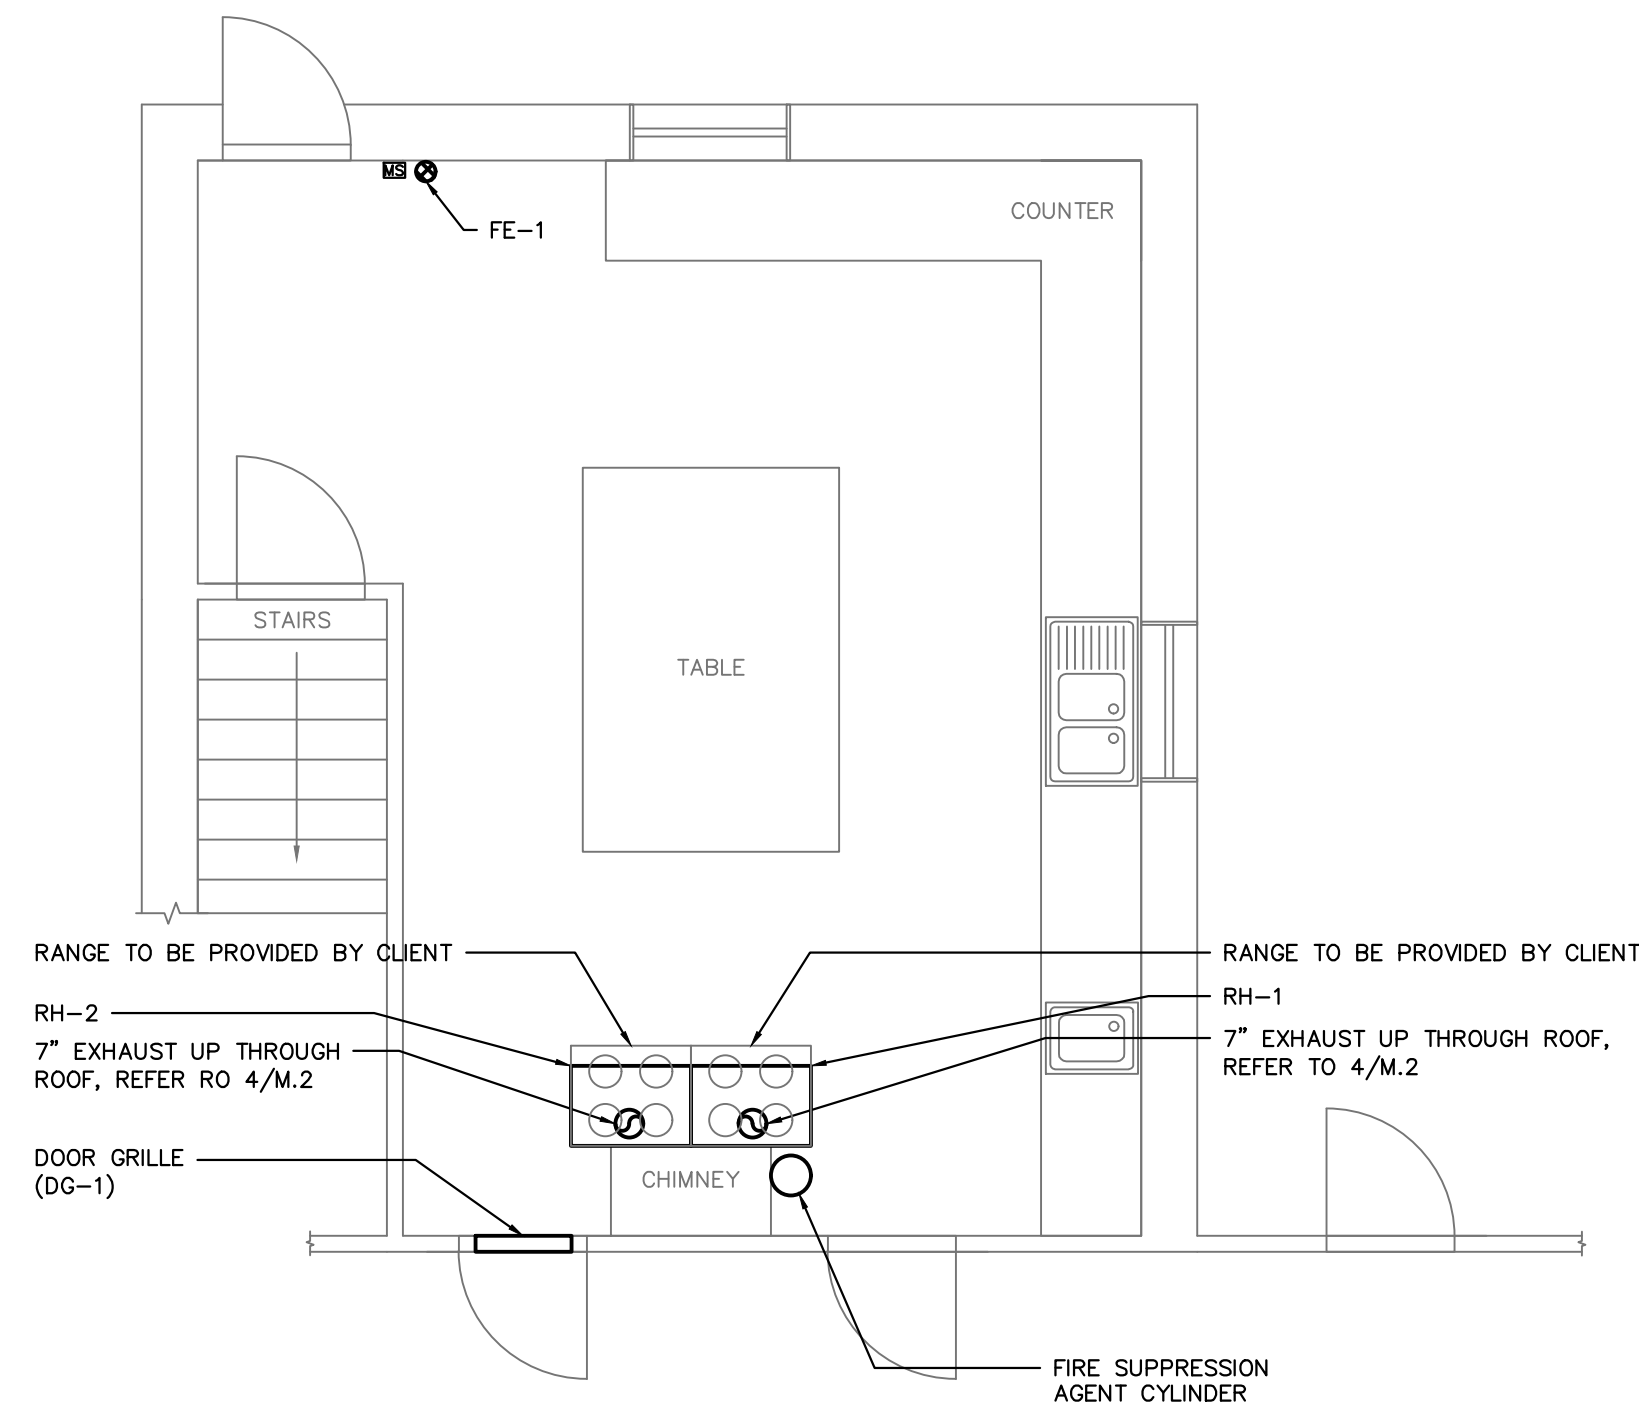 MS
FE-1
COUNTER
STAIRS
TABLE
RANGE TO BE PROVIDED BY CLIENT
RANGE TO BE PROVIDED BY CLIENT
RH-2
RH-1
7" EXHAUST UP THROUGH
ROOF, REFER RO 4/M.2
7" EXHAUST UP THROUGH ROOF,
REFER TO 4/M.2
DOOR GRILLE
(DG-1)
CHIMNEY
FIRE SUPPRESSION
AGENT CYLINDER